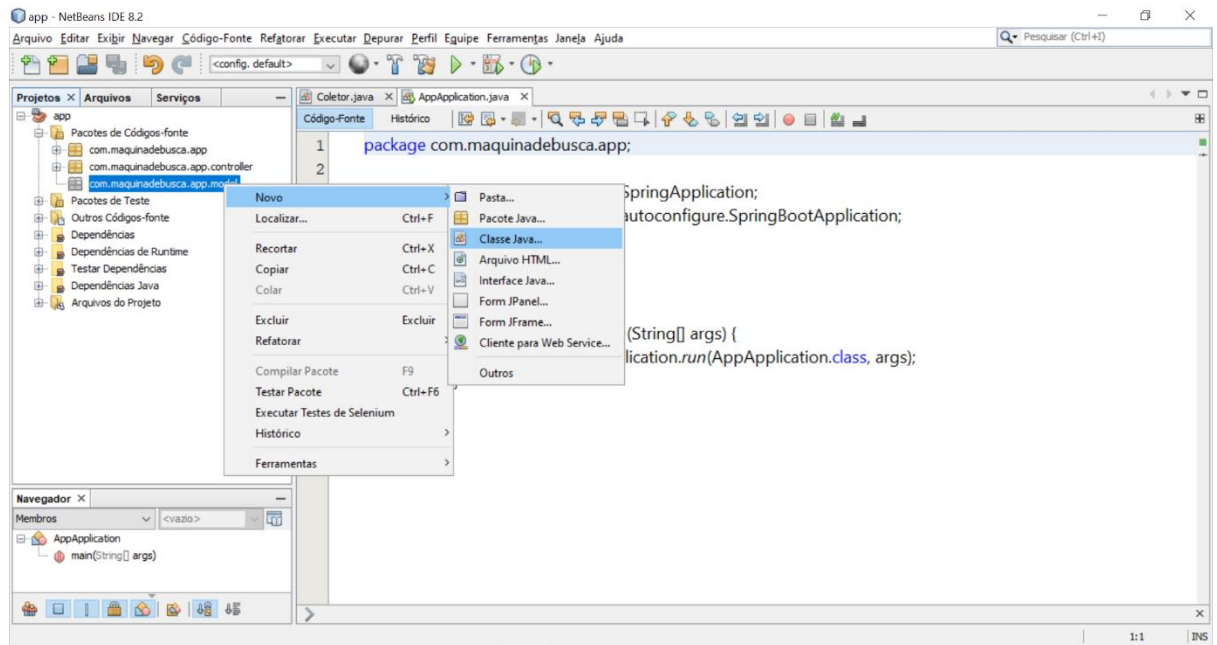 app - NetBeans IDE 8.2
Arquivo Editar Exibir Navegar Código-Fonte Refatorar Executar Depurar Perfil Equipe Ferramentas Janela Ajuda
Pesquisar (Ctrl+I)
<config. default>
Projetos Arquivos Serviços
Coletor.java AppApplication.java
app
Código-Fonte Histórico
Pacotes de Códigos-fonte
com.maquinadebusca.app
com.maquinadebusca.app.controller
com.maquinadebusca.app.model
Pacotes de Teste
Outros Códigos-fonte
Dependências
Dependências de Runtime
Testar Dependências
Dependências Java
Arquivos do Projeto
1 package com.maquinadebusca.app;
2
SpringApplication;
autoconfigure.SpringBootApplication;
(String[] args) {
lication.run(AppApplication.class, args);
Novo
Localizar... Ctrl+F
Recortar Ctrl+X
Copiar Ctrl+C
Colar Ctrl+V
Excluir Excluir
Refatorar
Compilar Pacote F9
Testar Pacote Ctrl+F6
Executar Testes de Selenium
Histórico
Ferramentas
Pasta...
Pacote Java...
Classe Java...
Arquivo HTML...
Interface Java...
Form JPanel...
Form JFrame...
Cliente para Web Service...
Outros
Navegador
Membros <vazio>
AppApplication
main(String[] args)
1:1 INS